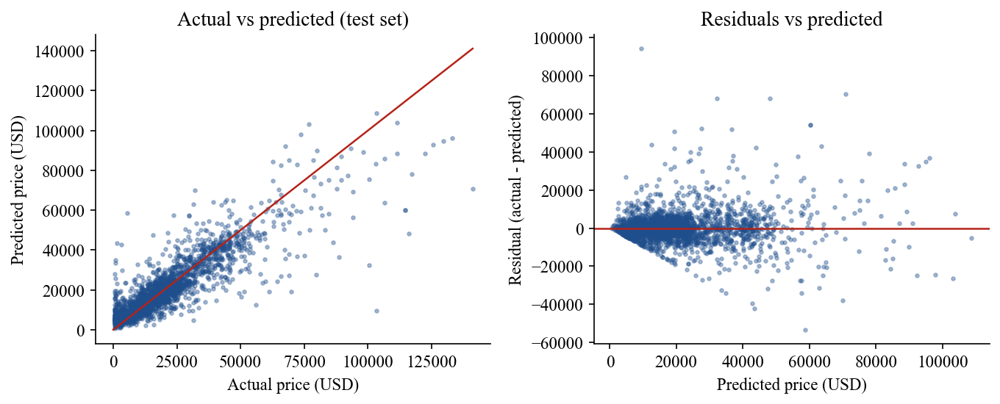 Actual vs predicted (test set)
140000
120000
100000
80000
60000
40000
20000
0
Predicted price (USD)
0 25000 50000 75000 100000 125000
Actual price (USD)
Residuals vs predicted
100000
80000
60000
40000
20000
0
−20000
−40000
−60000
Residual (actual - predicted)
0 20000 40000 60000 80000 100000
Predicted price (USD)